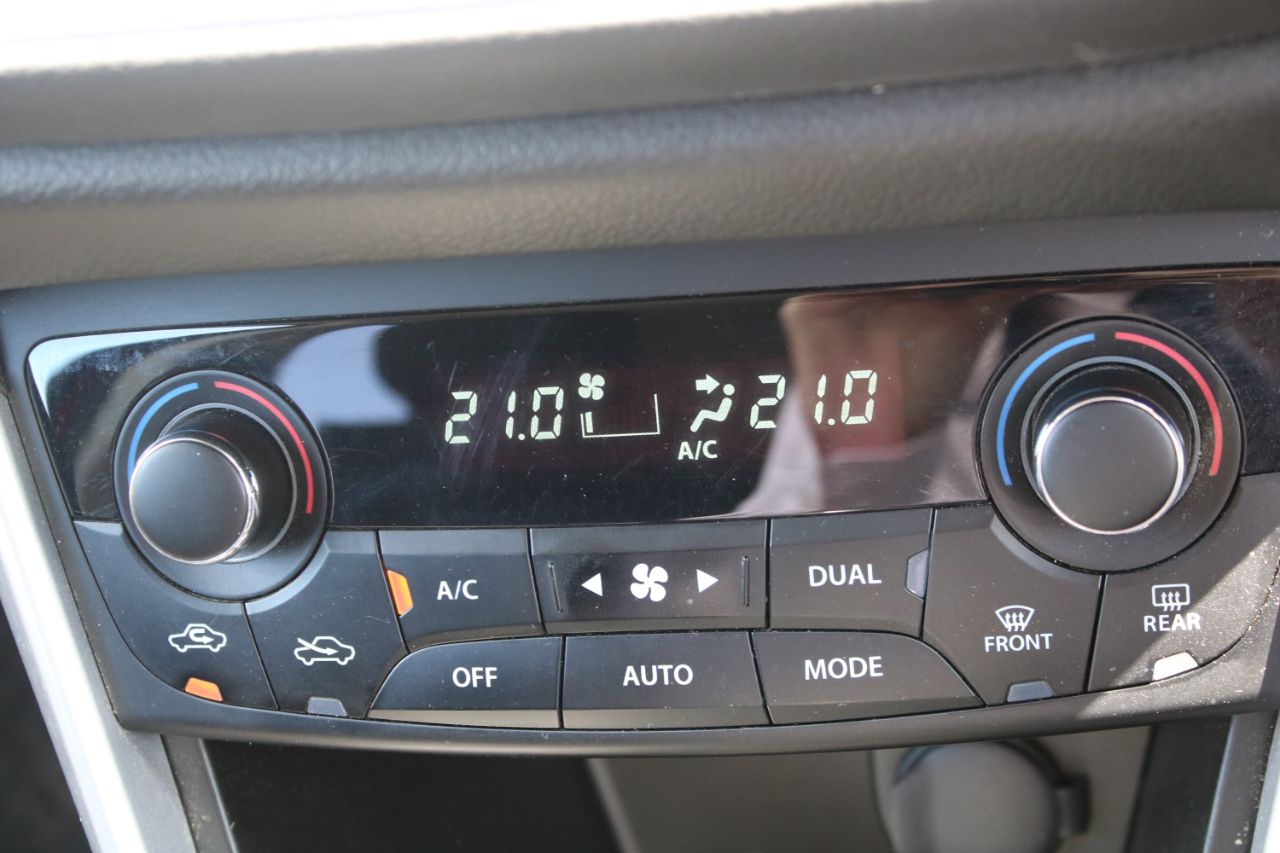 21.0 21.0
A/C
A/C DUAL
OFF AUTO MODE
FRONT REAR